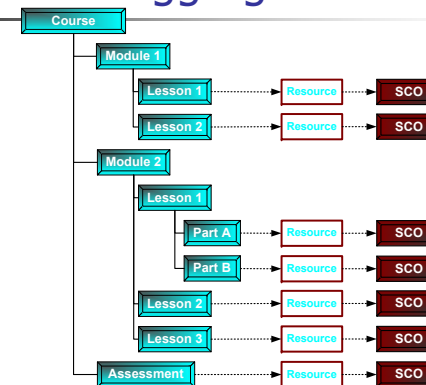 Course
Module 1
Lesson 1 Resource SCO
Lesson 2 Resource SCO
Module 2
Lesson 1
Part A Resource SCO
Part B Resource SCO
Lesson 2 Resource SCO
Lesson 3 Resource SCO
Assessment Resource SCO